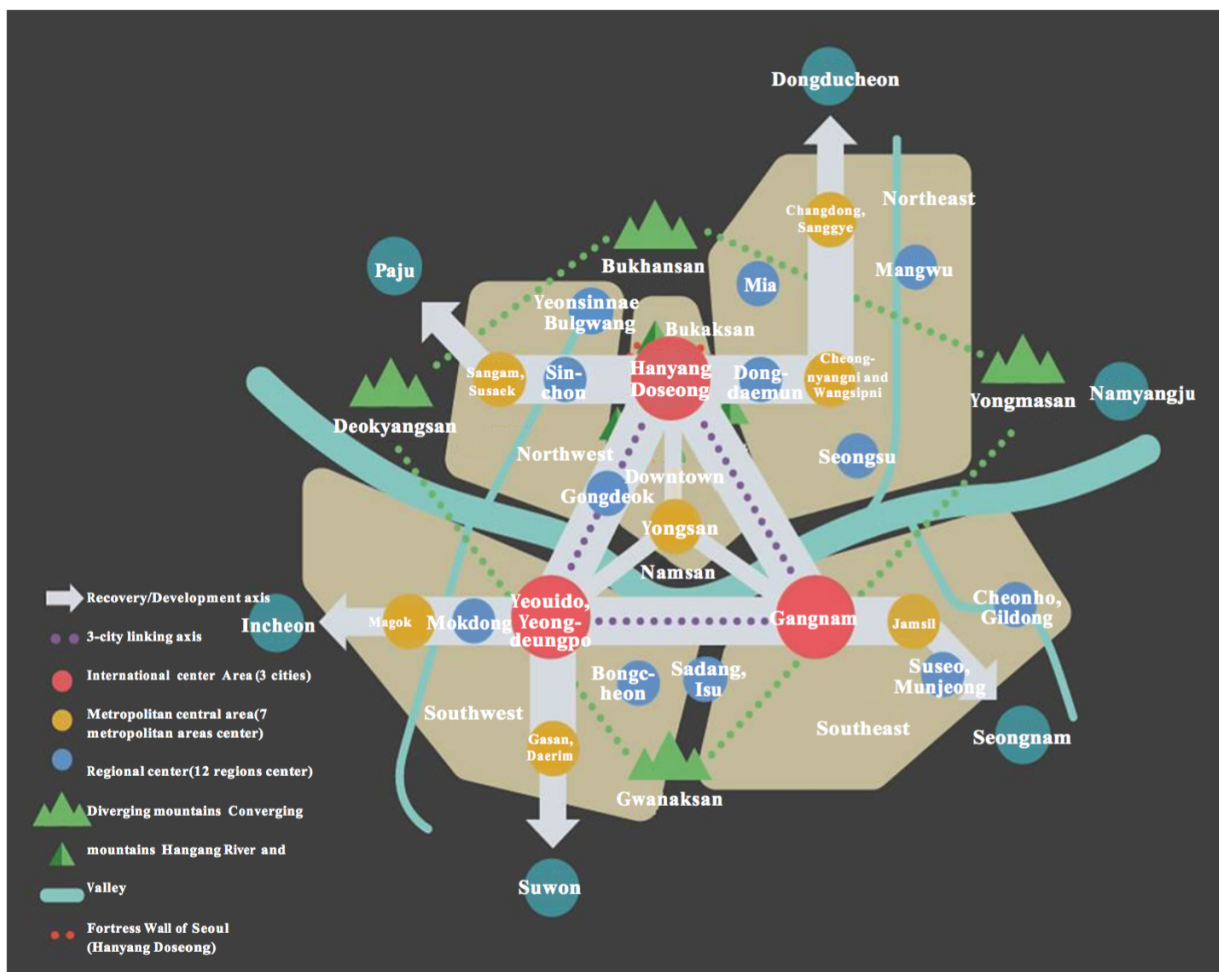 Dongducheon
Changdong,
Sanggye
Northeast
Mangwu
Bukhansan
Paju
Mia
Yeonsinnae
Bulgwang
Bukaksan
Sangam,
Susaek
Sin-
chon
Hanyang
Doseong
Dong-
daemun
Cheong-
nyangni and
Wangsipni
Namyangju
Yongmasan
Deokyangsan
Northwest
Downtown
Seongsu
Gongdeok
Yongsan
Namsan
Incheon
Magok
Mokdong
Yeouido,
Yeong-
deungpo
Gangnam
Jamsil
Cheonho,
Gildong
Bongc-
heon
Sadang,
Isu
Suseo,
Munjeong
Southwest
Southeast
Seongnam
Gasan,
Daerim
Gwanaksan
Suwon
Recovery/Development axis
3-city linking axis
International center Area (3 cities)
Metropolitan central area(7
metropolitan areas center)
Regional center(12 regions center)
Diverging mountains Converging
mountains Hangang River and
Valley
Fortress Wall of Seoul
(Hanyang Doseong)